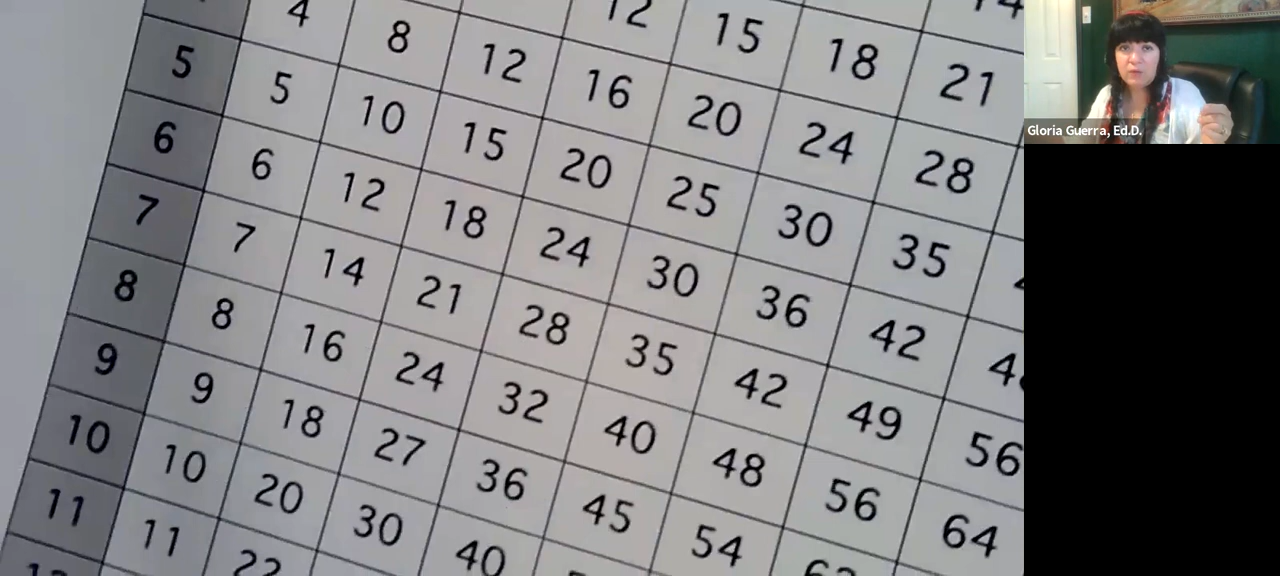 14
12 15 18 21
4 8 12 16 20 24 28
5 5 10 15 20 25 30 35
6 6 12 18 24 30 36 42
7 7 14 21 28 35 42 49 56
8 8 16 24 32 40 48 56 64
9 9 18 27 36 45 54 63
10 10 20 30 40
11 11 22
Gloria Guerra, Ed.D.